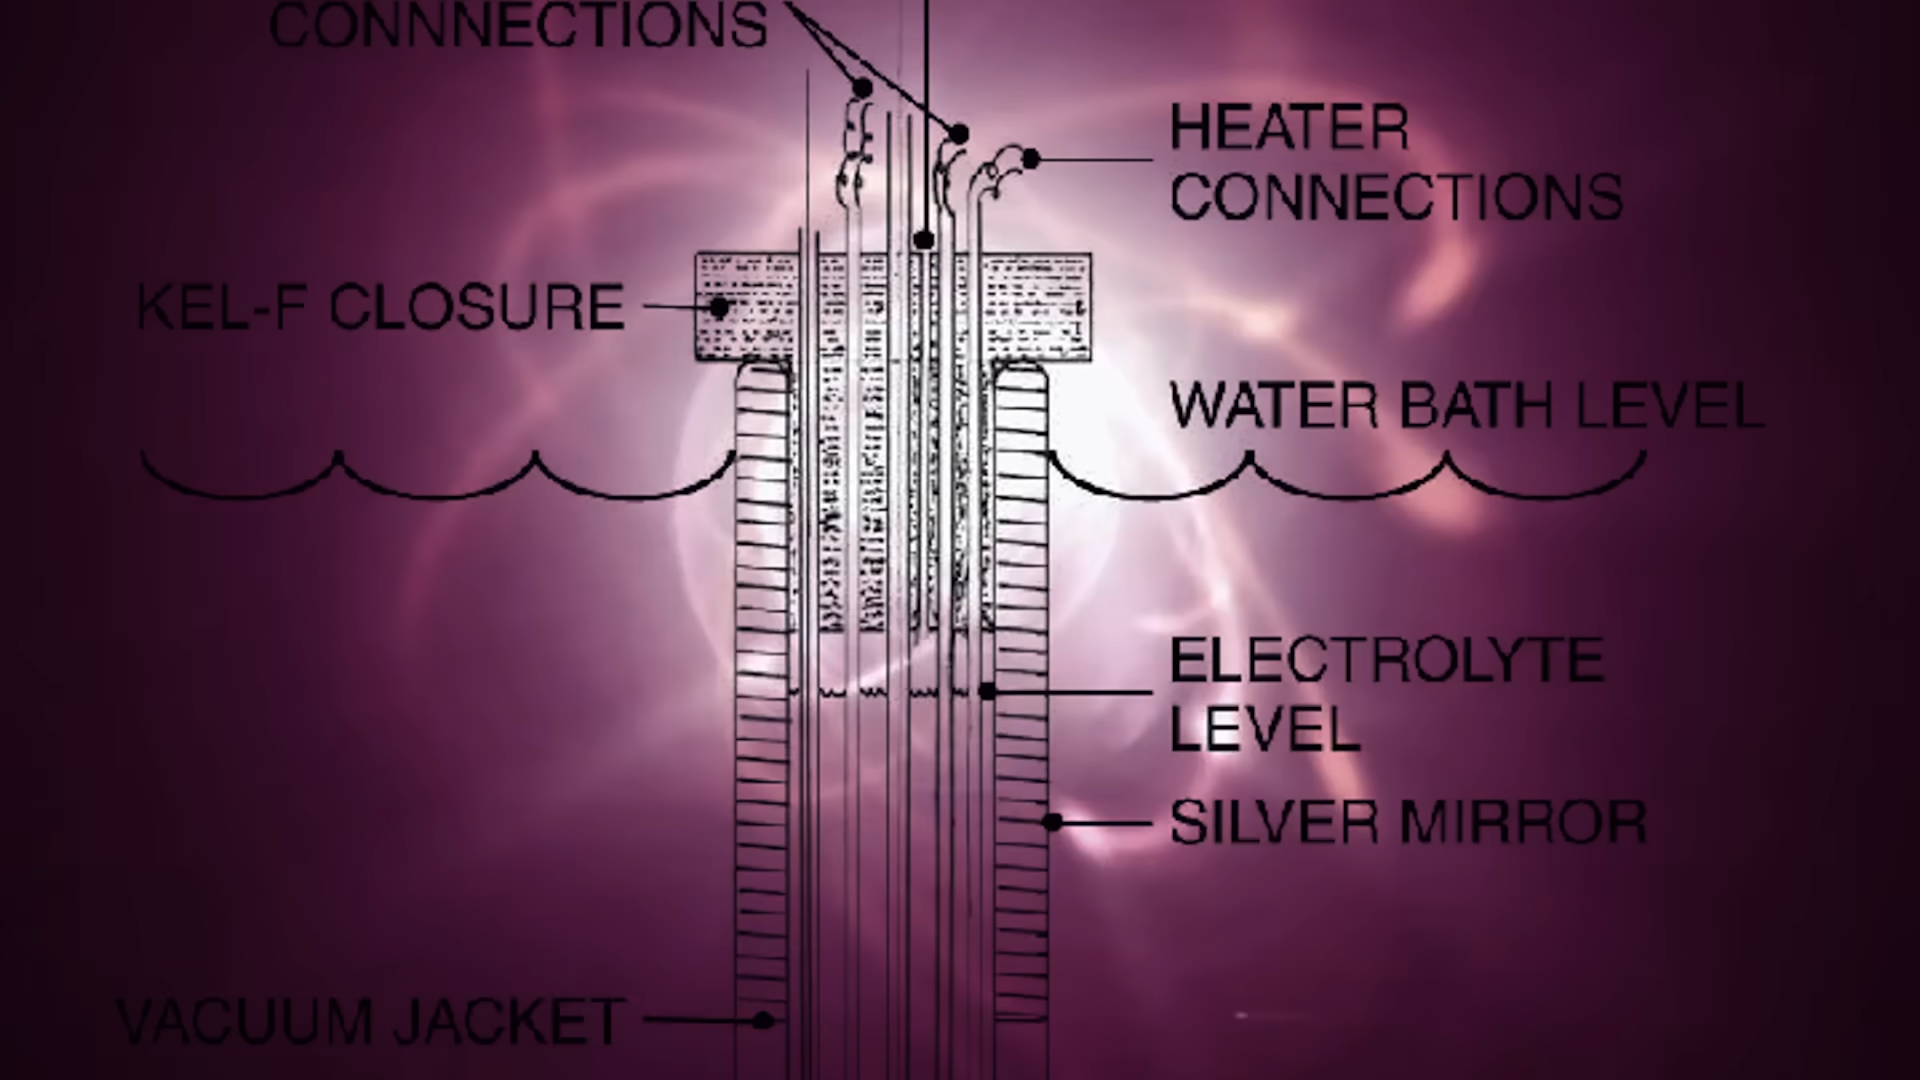 CONNNECTIONS
HEATER
CONNECTIONS
KEL-F CLOSURE
WATER BATH LEVEL
ELECTROLYTE
LEVEL
SILVER MIRROR
VACUUM JACKET